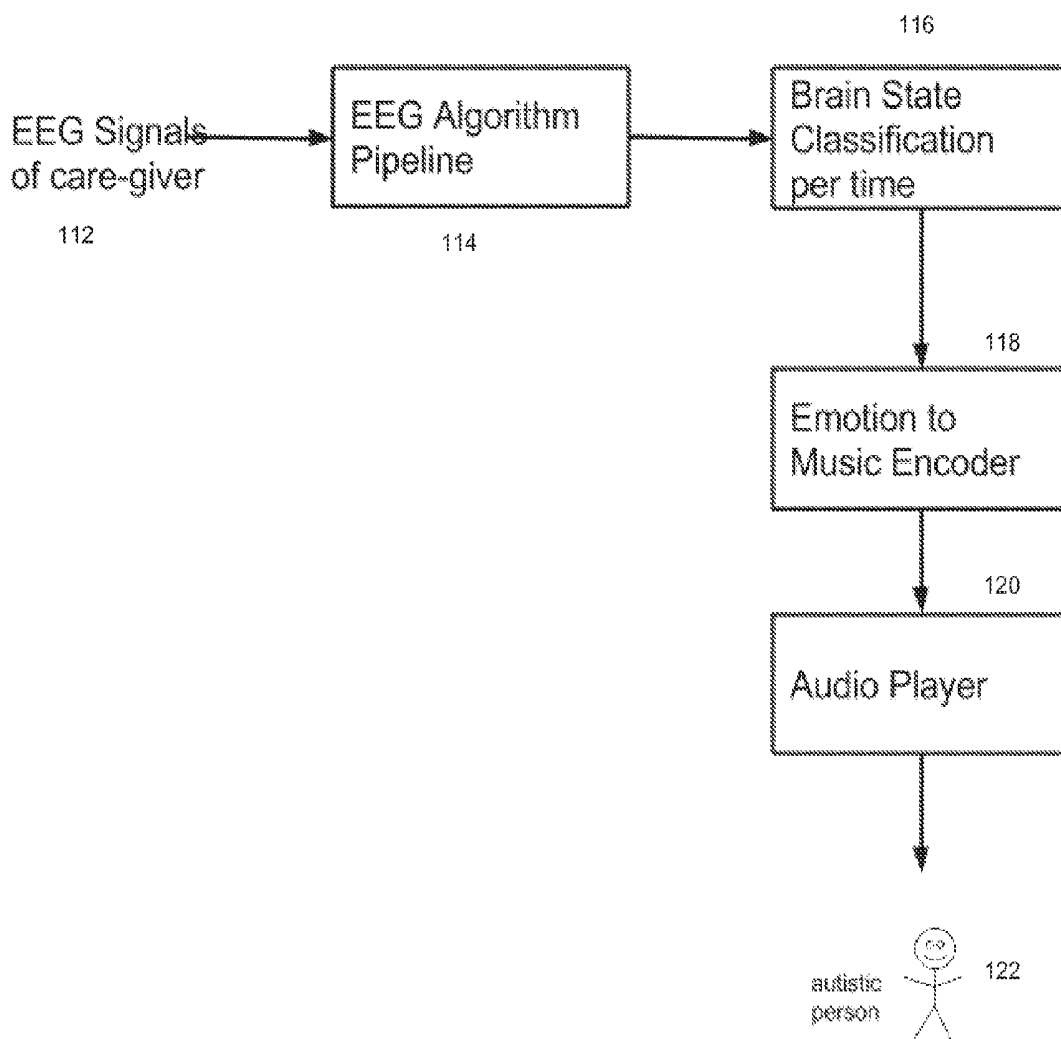 116
EEG Signals
of care-giver
112
EEG Algorithm
Pipeline
114
Brain State
Classification
per time
118
Emotion to
Music Encoder
120
Audio Player
autistic
person
122